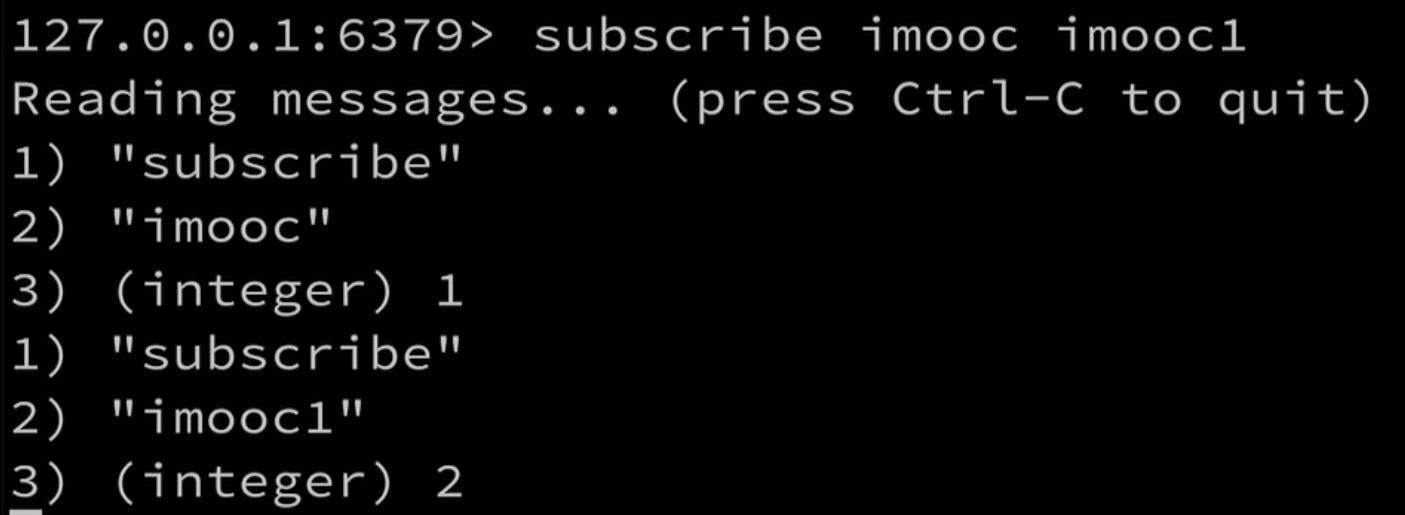 127.0.0.1:6379> subscribe imooc imooc1
Reading messages... (press Ctrl-C to quit)
1) "subscribe"
2) "imooc"
3) (integer) 1
1) "subscribe"
2) "imooc1"
3) (integer) 2